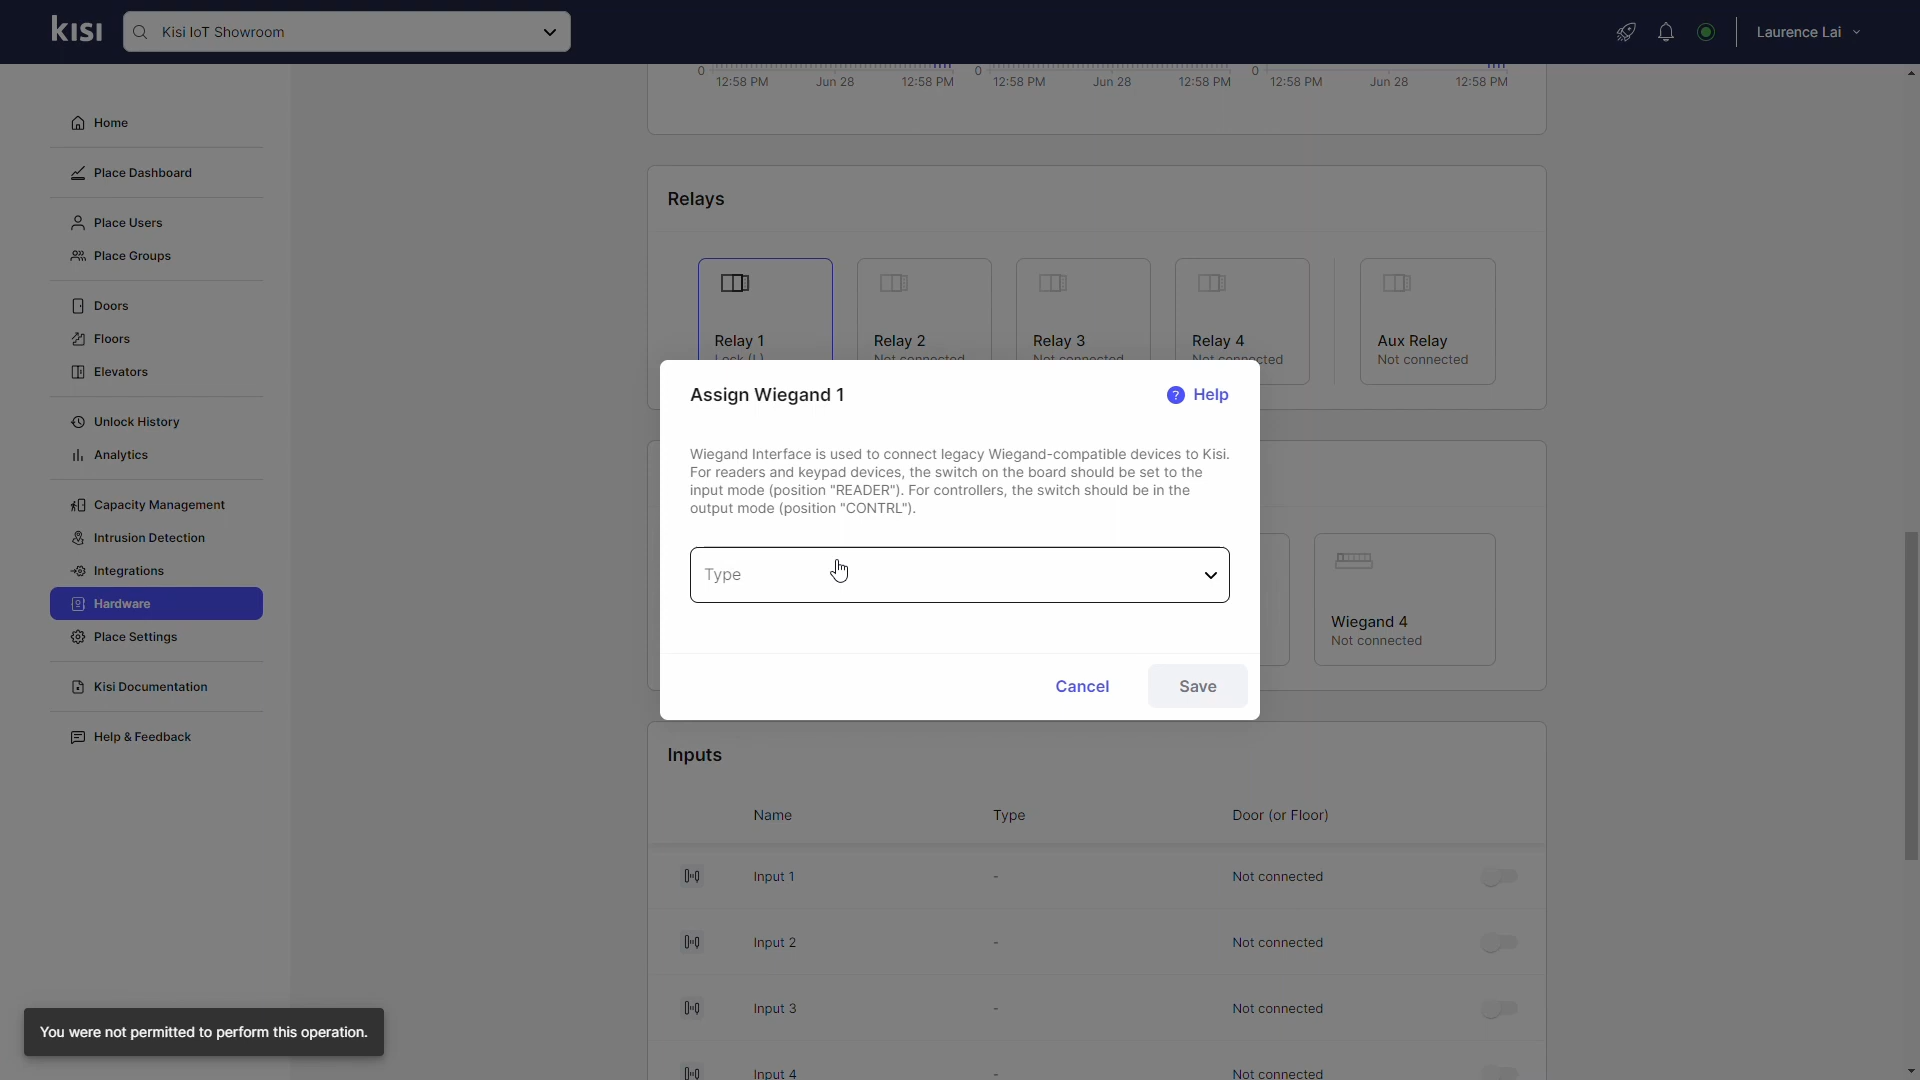 kisi
Kisi IoT Showroom
Laurence Lai
0
12:58 PM
Jun 28
12:58 PM
0
12:58 PM
Jun 28
12:58 PM
0
12:58 PM
Jun 28
12:58 PM
Home
Place Dashboard
Place Users
Place Groups
Doors
Floors
Elevators
Unlock History
Analytics
Capacity Management
Intrusion Detection
Integrations
Hardware
Place Settings
Kisi Documentation
Help & Feedback
Relays
Relay 1
Lock (L)
Relay 2
Not connected
Relay 3
Not connected
Relay 4
Not connected
Aux Relay
Not connected
Assign Wiegand 1
? Help
Wiegand Interface is used to connect legacy Wiegand-compatible devices to Kisi.
For readers and keypad devices, the switch on the board should be set to the
input mode (position "READER"). For controllers, the switch should be in the
output mode (position "CONTRL").
Type
Cancel
Save
Wiegand 4
Not connected
Inputs
Name
Type
Door (or Floor)
Input 1
-
Not connected
Input 2
-
Not connected
Input 3
-
Not connected
Input 4
-
Not connected
You were not permitted to perform this operation.